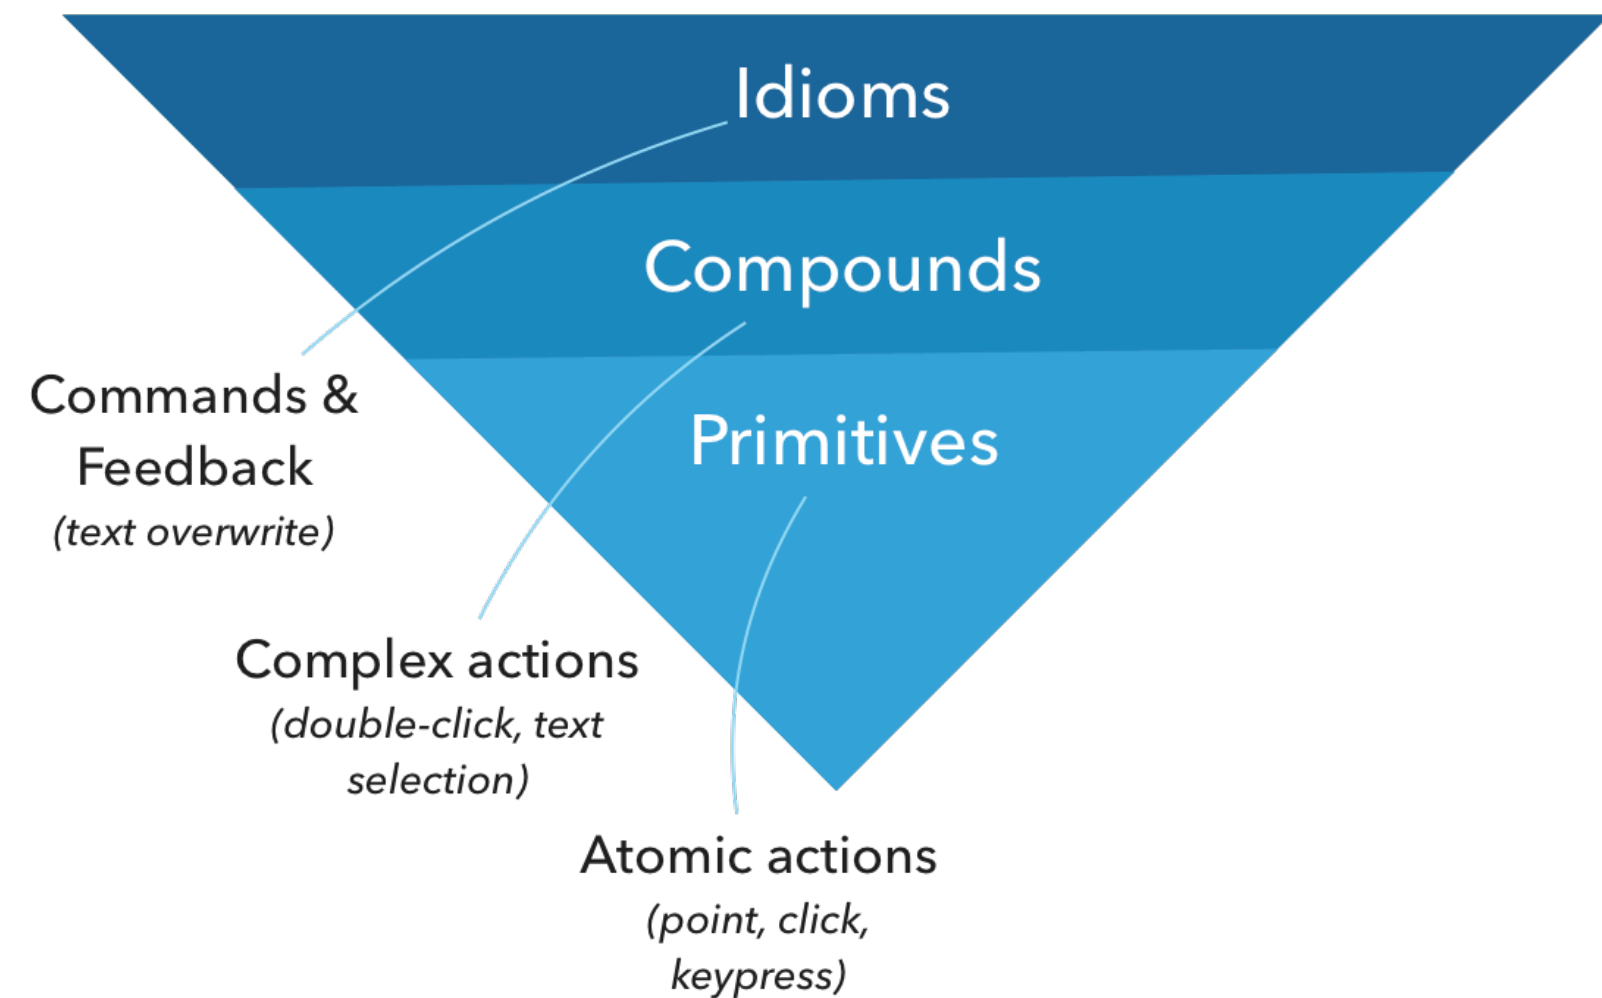 Idioms
Compounds
Primitives
Commands &
Feedback
(text overwrite)
Complex actions
(double-click, text
selection)
Atomic actions
(point, click,
keypress)